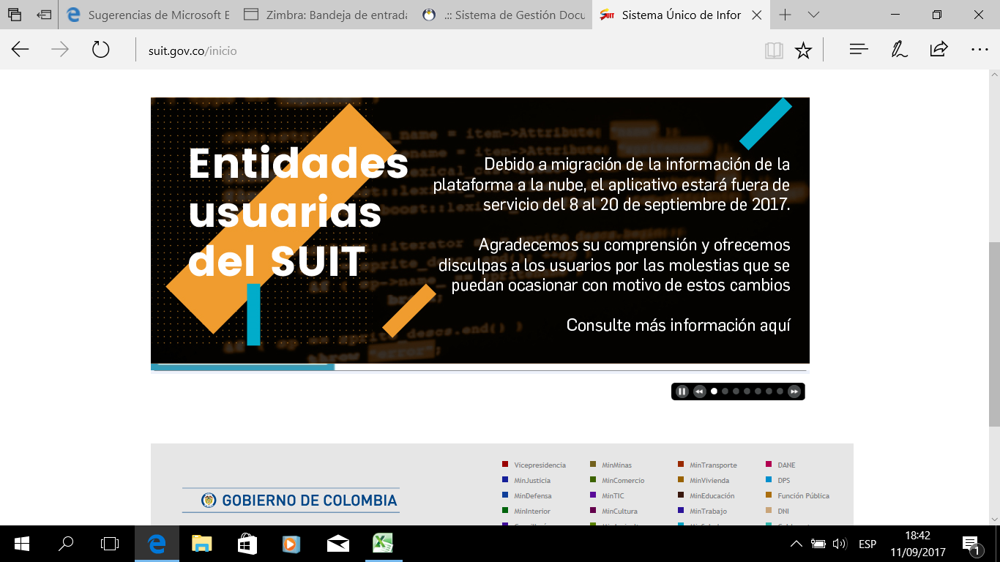 Sugerencias de Microsoft E
Zimbra: Bandeja de entrada
.:: Sistema de Gestión Docu
SUIT
Sistema Único de Infor
suit.gov.co/inicio
Entidades
usuarias
del SUIT
Debido a migración de la información de la
plataforma a la nube, el aplicativo estará fuera de
servicio del 8 al 20 de septiembre de 2017.
Agradecemos su comprensión y ofrecemos
disculpas a los usuarios por las molestias que se
puedan ocasionar con motivo de estos cambios
Consulte más información aquí
GOBIERNO DE COLOMBIA
Vicepresidencia
MinJusticia
MinDefensa
MinInterior
MinMinas
MinComercio
MinTIC
MinCultura
MinTransporte
MinVivienda
MinEducación
MinTrabajo
DANE
DPS
Función Pública
DNI
ESP
18:42
11/09/2017
1